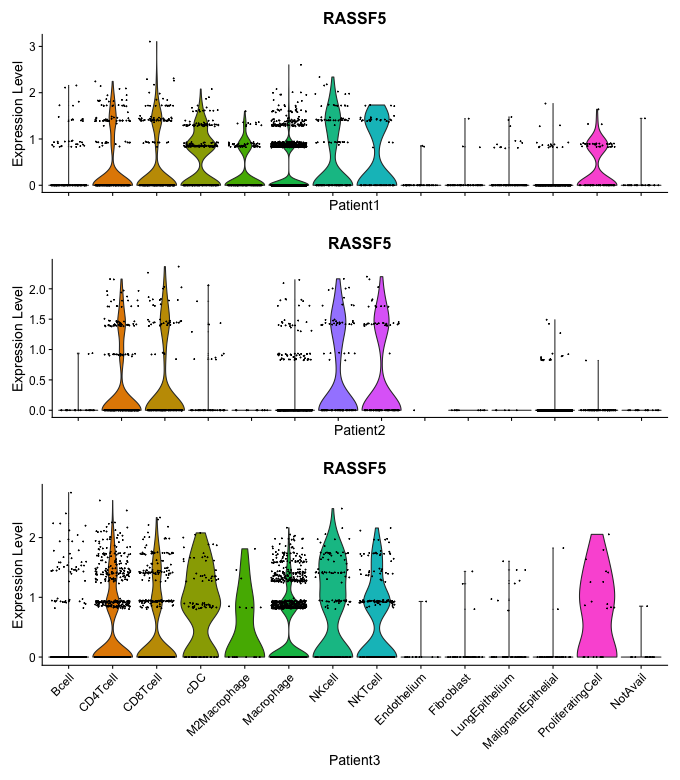 RASSF5
3
2
1
0
Expression Level
Patient1
RASSF5
2.0
1.5
1.0
0.5
0.0
Expression Level
Patient2
RASSF5
2
1
0
Expression Level
Bcell
CD4Tcell
CD8Tcell
cDC
M2Macrophage
Macrophage
NKcell
NKTcell
Endothelium
Fibroblast
LungEpithelium
MalignantEpithelial
ProliferatingCell
NotAvail
Patient3